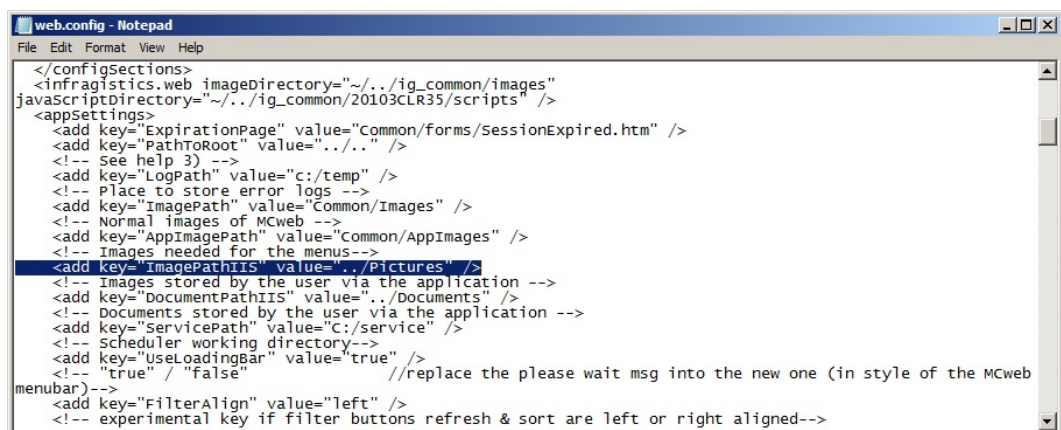 web.config - Notepad
File Edit Format View Help
</configSections>
<infragistics.web imageDirectory="~/../ig_common/images"
javaScriptDirectory="~/../ig_common/20103CLR35/scripts" />
<appSettings>
<add key="ExpirationPage" value="Common/forms/SessionExpired.htm" />
<add key="PathToRoot" value="../.." />
<!-- See help 3) -->
<add key="LogPath" value="c:/temp" />
<!-- Place to store error logs -->
<add key="ImagePath" value="Common/Images" />
<!-- Normal images of MCweb -->
<add key="AppImagePath" value="Common/AppImages" />
<!-- Images needed for the menus-->
<add key="ImagePathIIS" value="../Pictures" />
<!-- Images stored by the user via the application -->
<add key="DocumentPathIIS" value="../Documents" />
<!-- Documents stored by the user via the application -->
<add key="ServicePath" value="C:/service" />
<!-- Scheduler working directory-->
<add key="UseLoadingBar" value="true" />
<!-- "true" / "false" //replace the please wait msg into the new one (in style of the MCweb
menubar)-->
<add key="FilterAlign" value="left" />
<!-- experimental key if filter buttons refresh & sort are left or right aligned-->